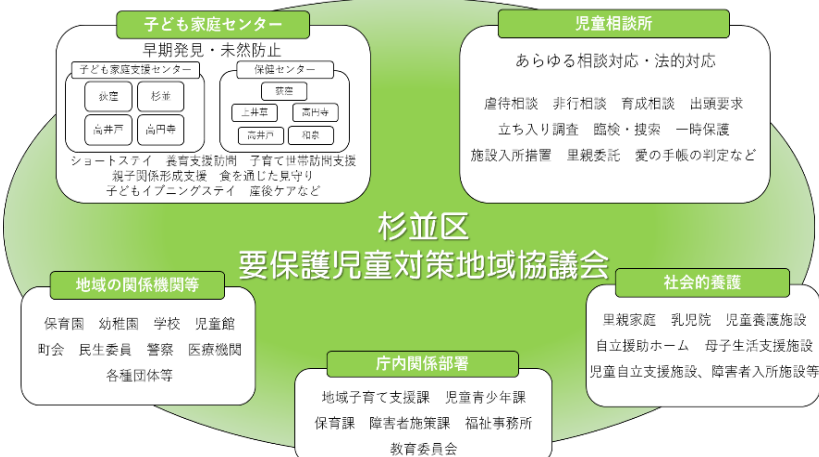 子ども家庭センター
早期発見・未然防止
子ども家庭支援センター
荻窪 杉並
高井戸 高円寺
保健センター
荻窪
上井草 高円寺
高井戸 和泉
ショートステイ 養育支援訪問 子育て世帯訪問支援
親子関係形成支援 食を通じた見守り
子どもイブニングステイ 産後ケアなど
児童相談所
あらゆる相談対応・法的対応
虐待相談 非行相談 育成相談 出頭要求
立ち入り調査 臨検・捜索 一時保護
施設入所措置 里親委託 愛の手帳の判定など
杉並区
要保護児童対策地域協議会
地域の関係機関等
保育園 幼稚園 学校 児童館
町会 民生委員 警察 医療機関
各種団体等
庁内関係部署
地域子育て支援課 児童青少年課
保育課 障害者施策課 福祉事務所
教育委員会
社会的養護
里親家庭 乳児院 児童養護施設
自立援助ホーム 母子生活支援施設
児童自立支援施設、障害者入所施設等